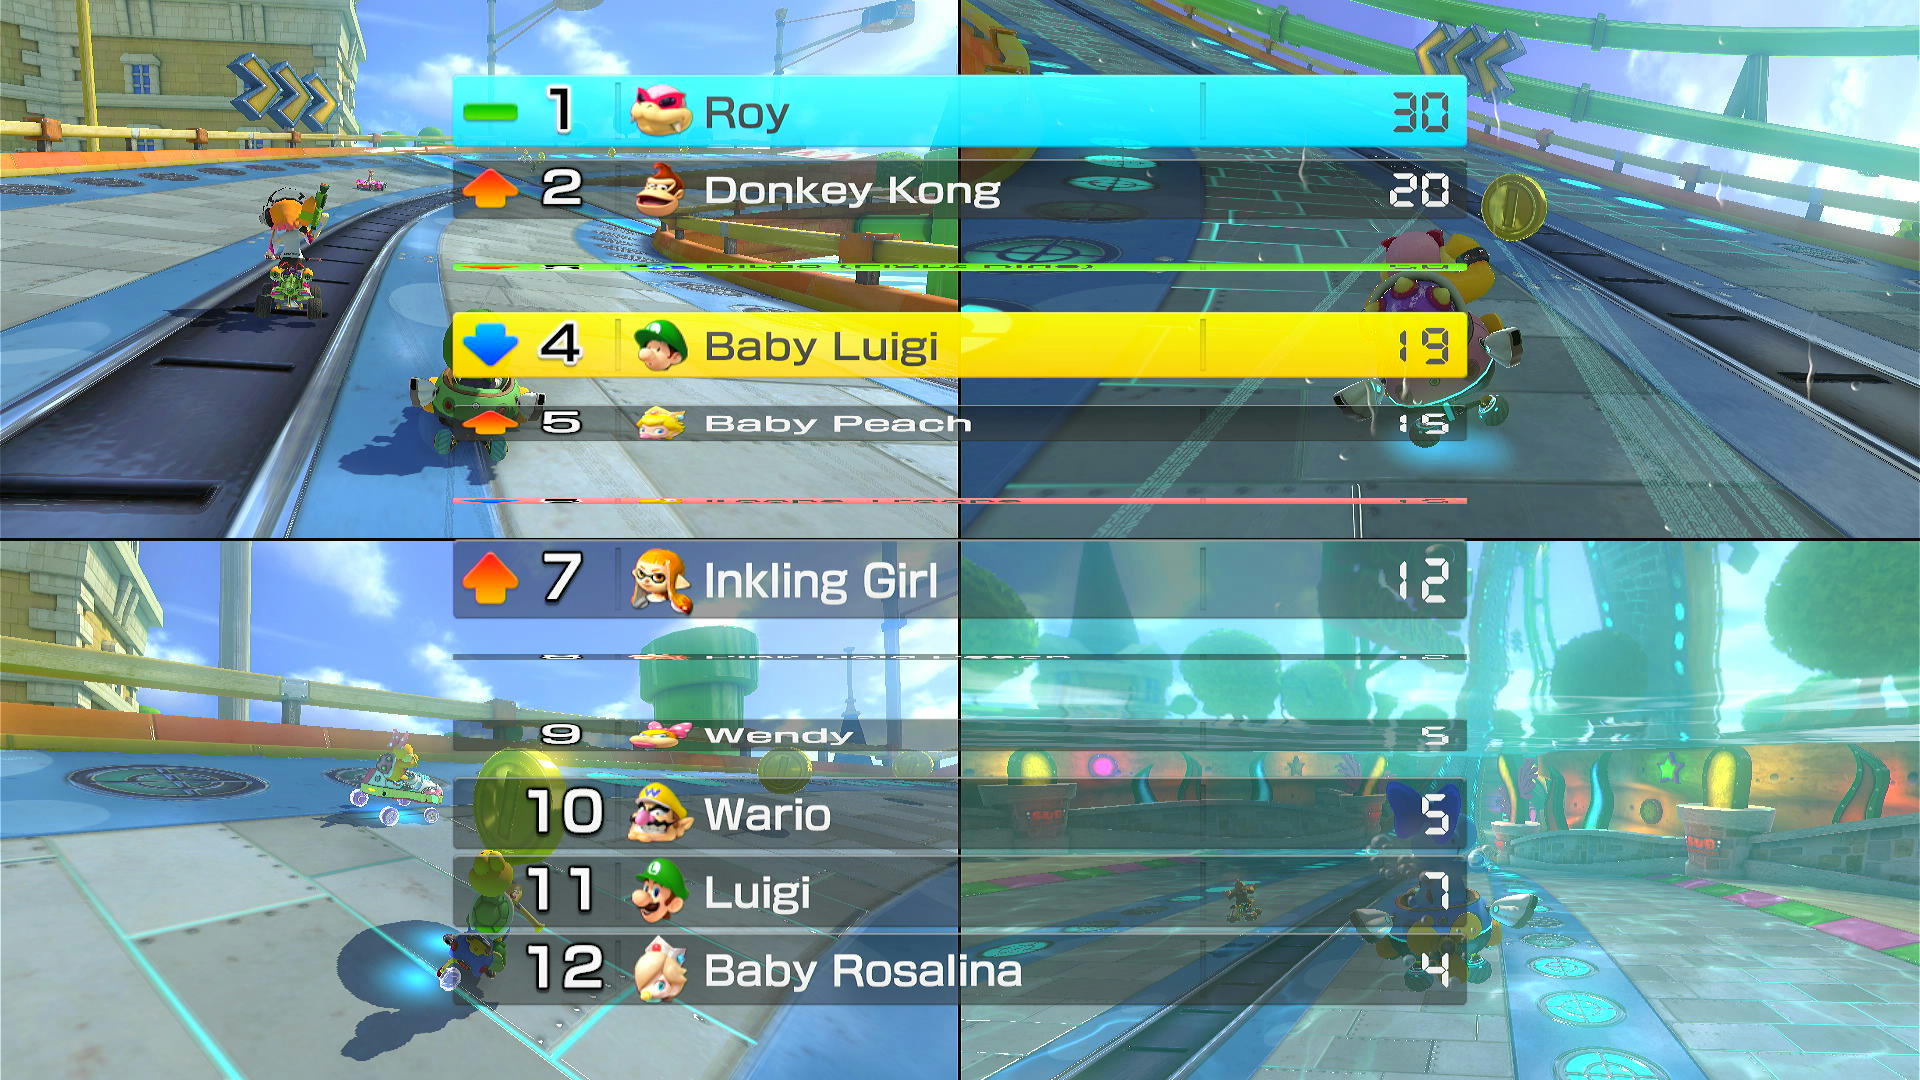 1 Roy 30
2 Donkey Kong 20
4 Baby Luigi 19
5 Baby Peach 15
7 Inkling Girl 12
9 Wendy 5
10 Wario 5
11 Luigi 7
12 Baby Rosalina 4